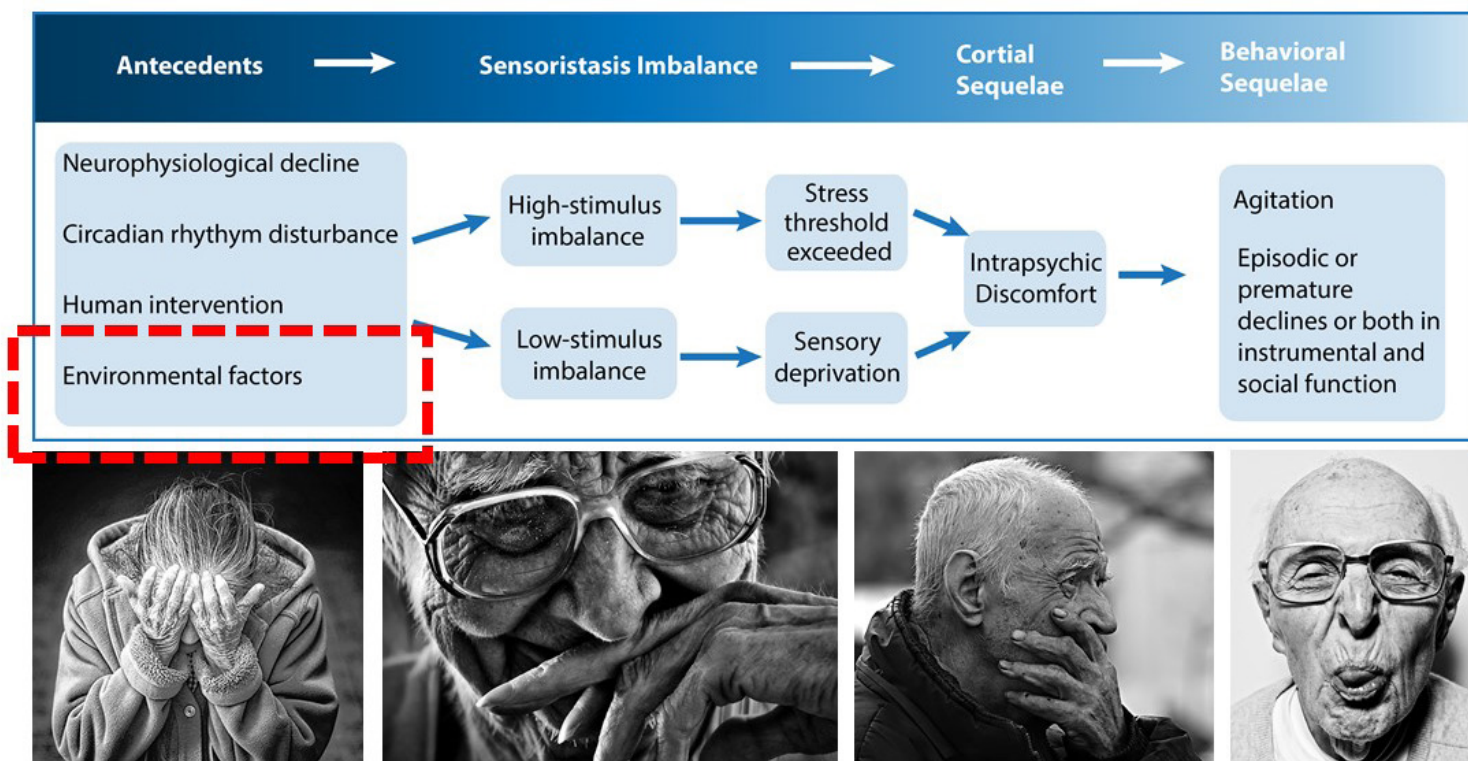 Antecedents
Sensoristasis Imbalance
Cortial
Sequelae
Behavioral
Sequelae
Neurophysiological decline
Circadian rhythym disturbance
Human intervention
Environmental factors
High-stimulus
imbalance
Low-stimulus
imbalance
Stress
threshold
exceeded
Sensory
deprivation
Intrapsychic
Discomfort
Agitation
Episodic or
premature
declines or both in
instrumental and
social function